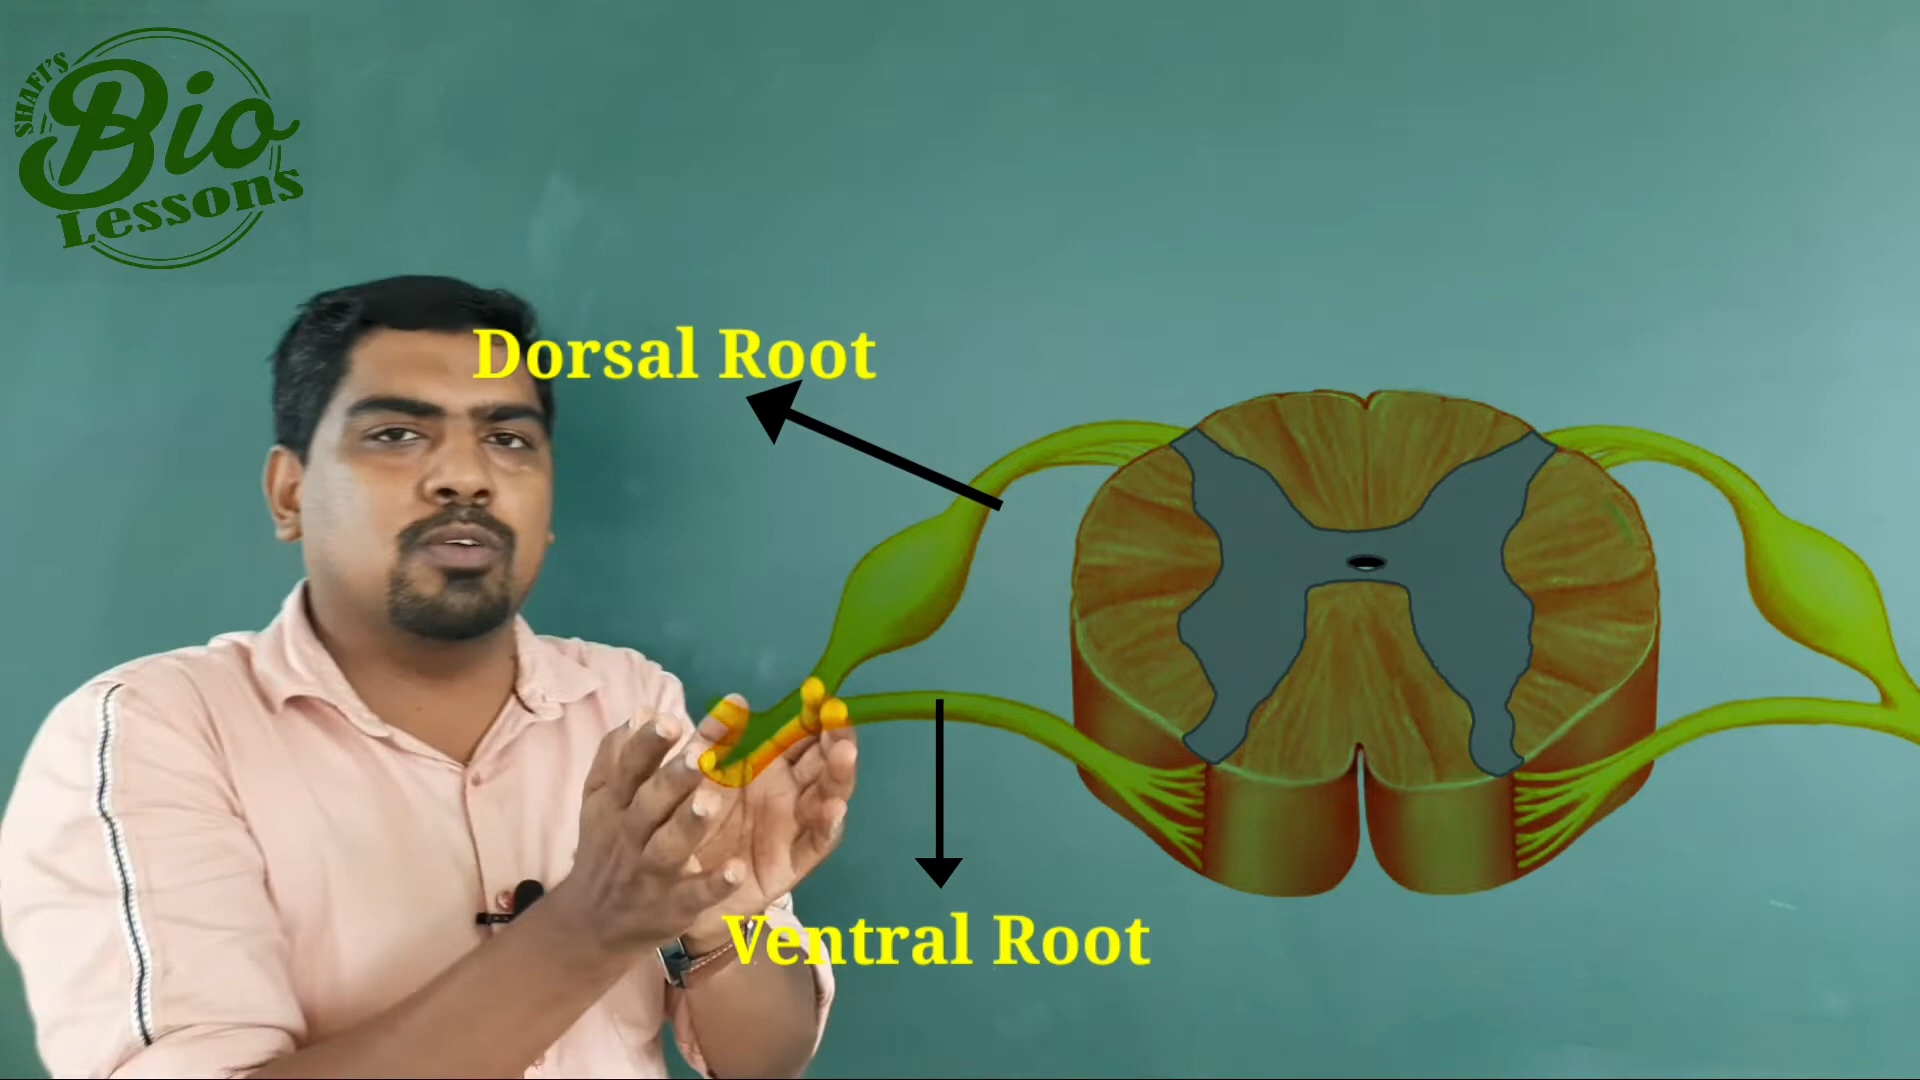 SHAFI'S
Bio
Lessons
Dorsal Root
Ventral Root